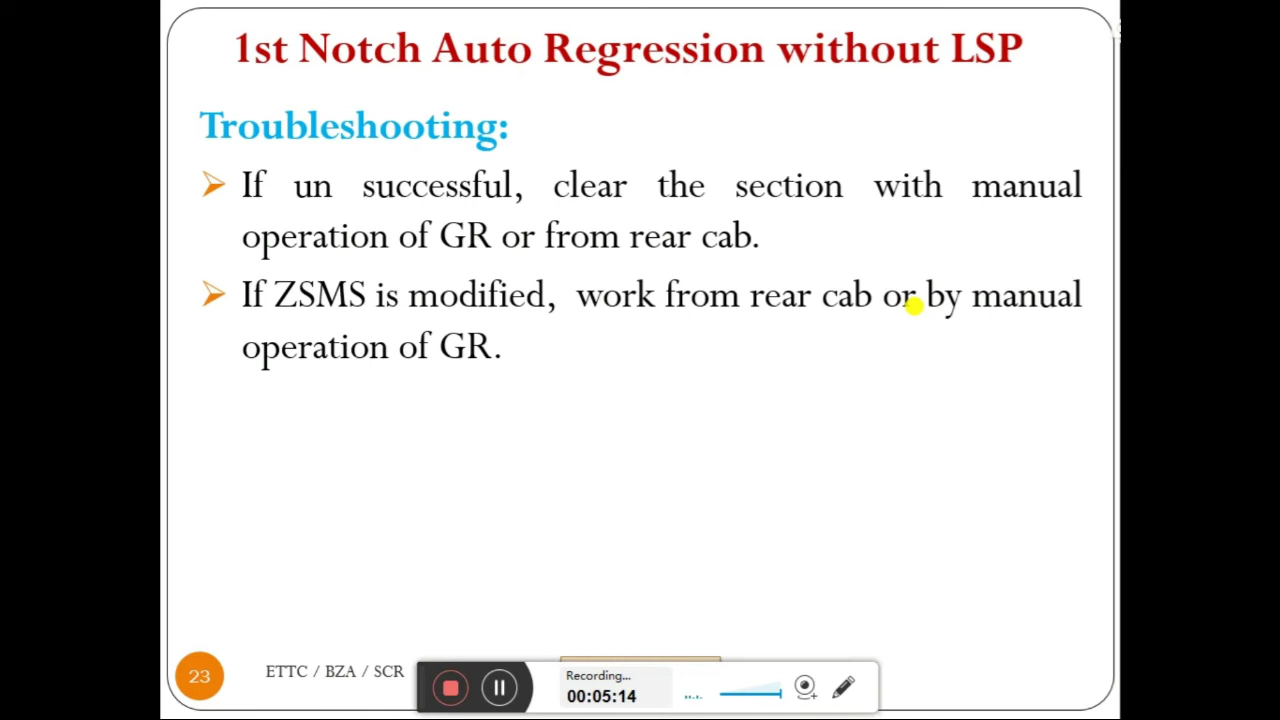 1st Notch Auto Regression without LSP
Troubleshooting:
If un successful, clear the section with manual
operation of GR or from rear cab.
If ZSMS is modified, work from rear cab or by manual
operation of GR.
23
ETTC / BZA / SCR
Recording...
00:05:14